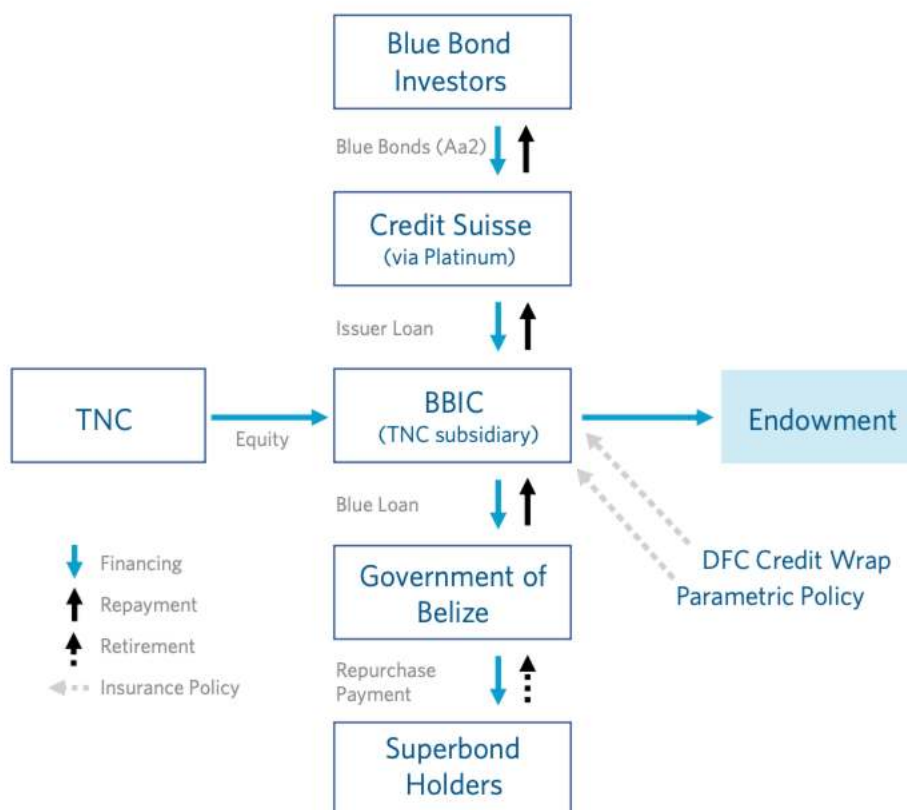 Blue Bond
Investors
Blue Bonds (Aa2)
Credit Suisse
(via Platinum)
Issuer Loan
TNC
Equity
BBIC
(TNC subsidiary)
Endowment
Blue Loan
DFC Credit Wrap
Parametric Policy
Financing
Repayment
Retirement
Insurance Policy
Government of
Belize
Repurchase
Payment
Superbond
Holders